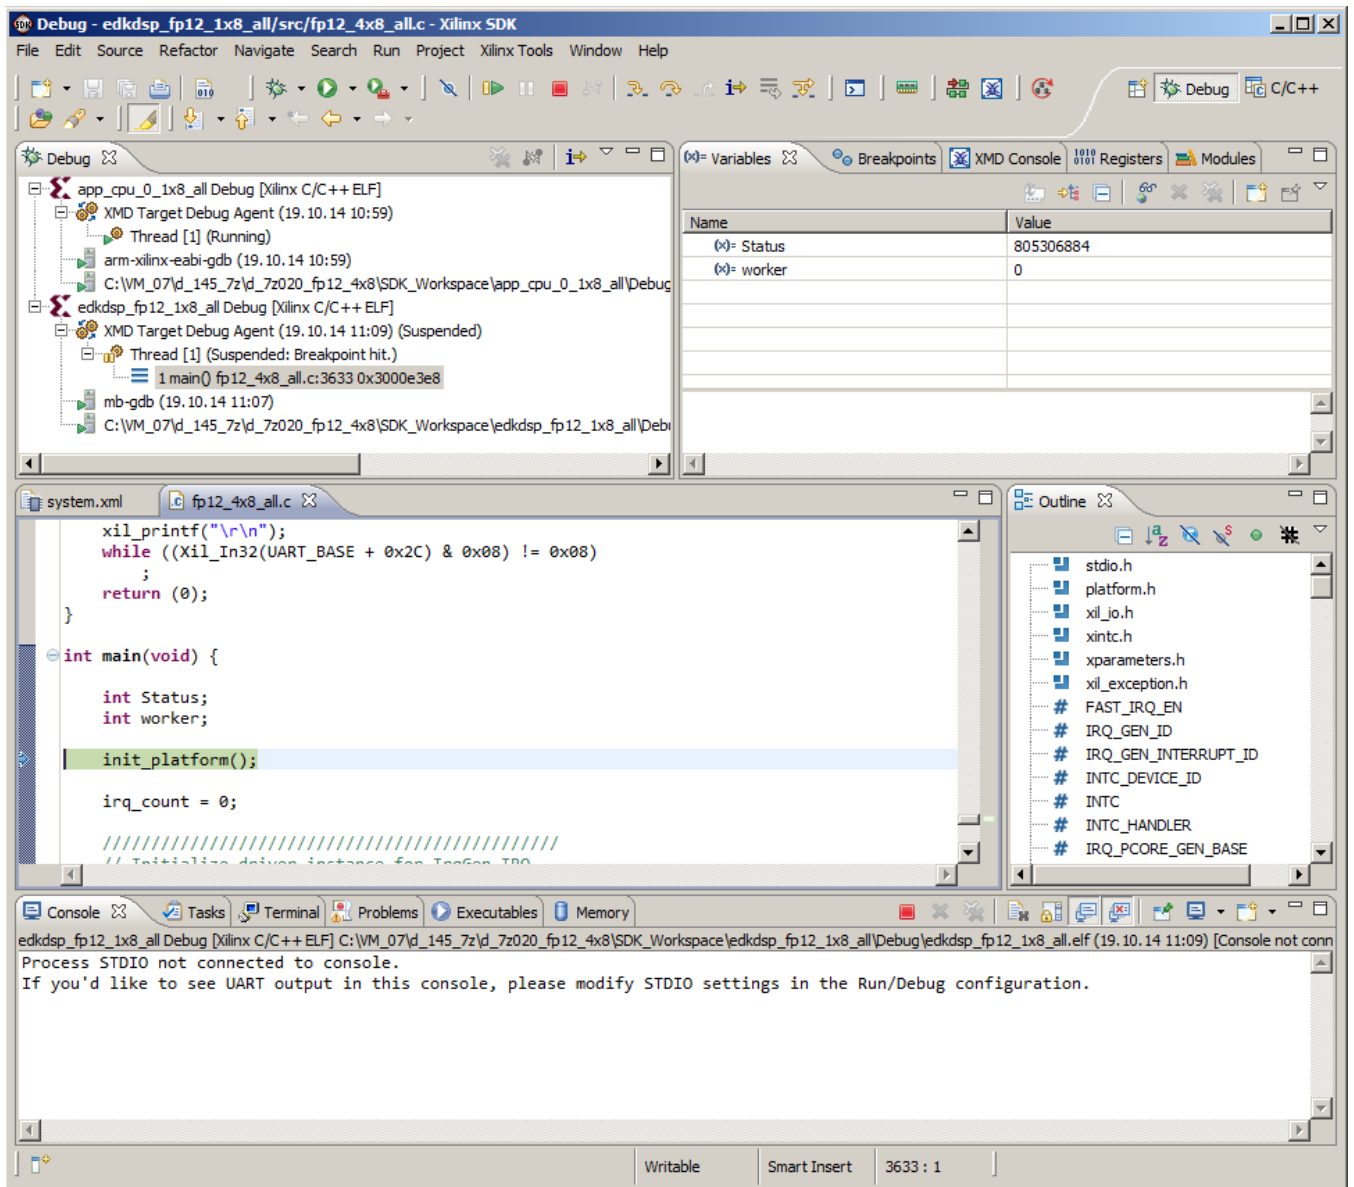 Debug - edkdsp_fp12_1x8_all/src/fp12_4x8_all.c - Xilinx SDK
File Edit Source Refactor Navigate Search Run Project Xilinx Tools Window Help
Debug C/C++
Debug
app_cpu_0_1x8_all Debug [Xilinx C/C++ ELF]
XMD Target Debug Agent (19.10.14 10:59)
Thread [1] (Running)
arm-xilinx-eabi-gdb (19.10.14 10:59)
C:\VM_07\d_145_7z\d_7z020_fp12_4x8\SDK_Workspace\app_cpu_0_1x8_all\Debug
edkdsp_fp12_1x8_all Debug [Xilinx C/C++ ELF]
XMD Target Debug Agent (19.10.14 11:09) (Suspended)
Thread [1] (Suspended: Breakpoint hit.)
1 main() fp12_4x8_all.c:3633 0x3000e3e8
mb-gdb (19.10.14 11:07)
C:\VM_07\d_145_7z\d_7z020_fp12_4x8\SDK_Workspace\edkdsp_fp12_1x8_all\Deb
(x)= Variables Breakpoints XMD Console 1010 0101 Registers Modules
Name Value
(x)= Status 805306884
(x)= worker 0
system.xml fp12_4x8_all.c
xil_printf("\r\n");
while ((Xil_In32(UART_BASE + 0x2C) & 0x08) != 0x08)
;
return (0);
}
int main(void) {
int Status;
int worker;
init_platform();
irq_count = 0;
///////////////////////////////////////////////
// Initialize driver instance for IrqGen IRQ
Outline
stdio.h
platform.h
xil_io.h
xintc.h
xparameters.h
xil_exception.h
# FAST_IRQ_EN
# IRQ_GEN_ID
# IRQ_GEN_INTERRUPT_ID
# INTC_DEVICE_ID
# INTC
# INTC_HANDLER
# IRQ_PCORE_GEN_BASE
Console Tasks Terminal Problems Executables Memory
edkdsp_fp12_1x8_all Debug [Xilinx C/C++ ELF] C:\VM_07\d_145_7z\d_7z020_fp12_4x8\SDK_Workspace\edkdsp_fp12_1x8_all\Debug\edkdsp_fp12_1x8_all.elf (19.10.14 11:09) [Console not conn
Process STDIO not connected to console.
If you'd like to see UART output in this console, please modify STDIO settings in the Run/Debug configuration.
Writable Smart Insert 3633 : 1